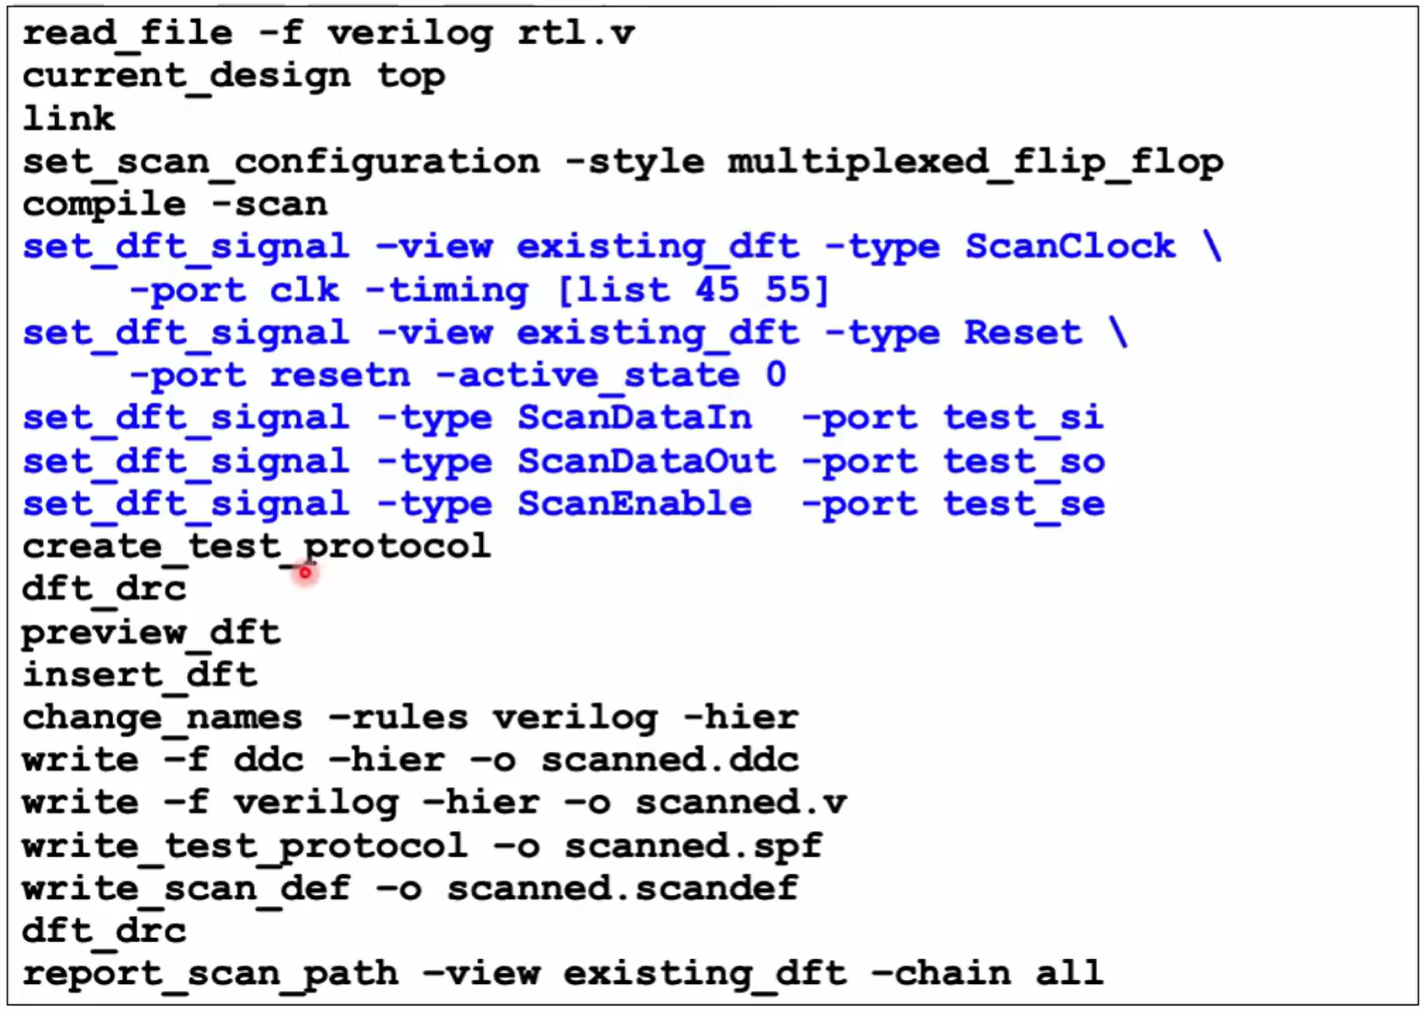 read_file -f verilog rtl.v
current_design top
link
set_scan_configuration -style multiplexed_flip_flop
compile -scan
set_dft_signal –view existing_dft -type ScanClock \
-port clk -timing [list 45 55]
set_dft_signal -view existing_dft -type Reset \
-port resetn -active_state 0
set_dft_signal -type ScanDataIn -port test_si
set_dft_signal -type ScanDataOut -port test_so
set_dft_signal -type ScanEnable -port test_se
create_test_protocol
dft_drc
preview_dft
insert_dft
change_names –rules verilog -hier
write –f ddc –hier –o scanned.ddc
write –f verilog –hier –o scanned.v
write_test_protocol –o scanned.spf
write_scan_def –o scanned.scandef
dft_drc
report_scan_path –view existing_dft –chain all